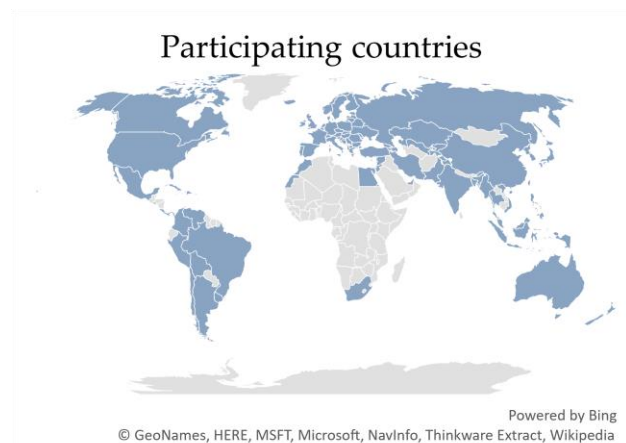 Participating countries
Powered by Bing
© GeoNames, HERE, MSFT, Microsoft, NavInfo, Thinkware Extract, Wikipedia